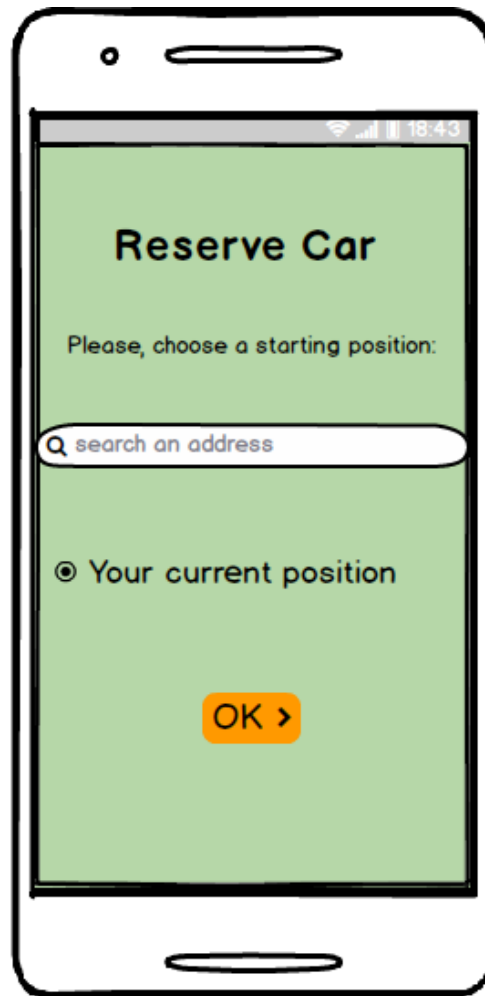 18:43
Reserve Car
Please, choose a starting position:
search an address
Your current position
OK >